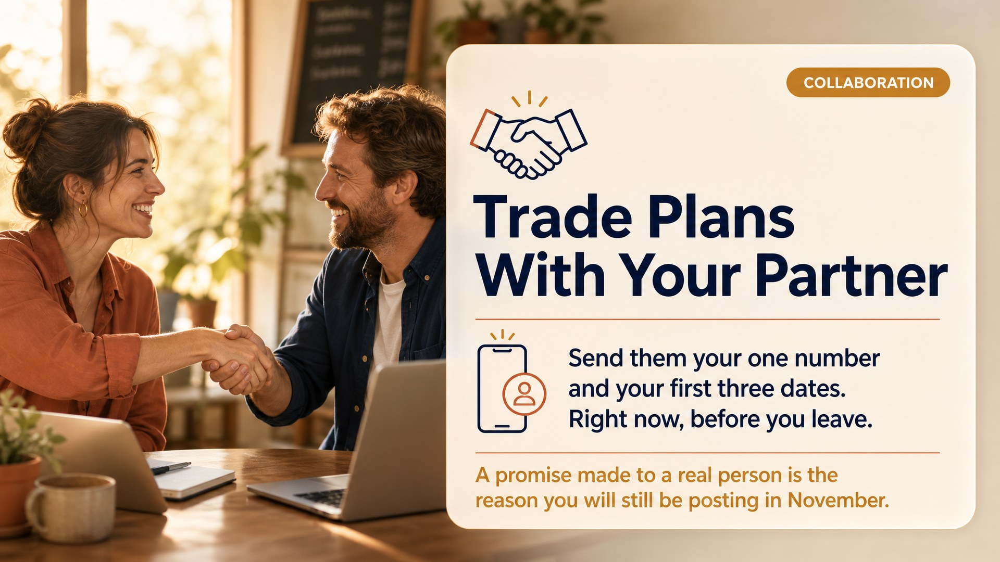 COLLABORATION
Trade Plans
With Your Partner
Send them your one number
and your first three dates.
Right now, before you leave.
A promise made to a real person is the
reason you will still be posting in November.